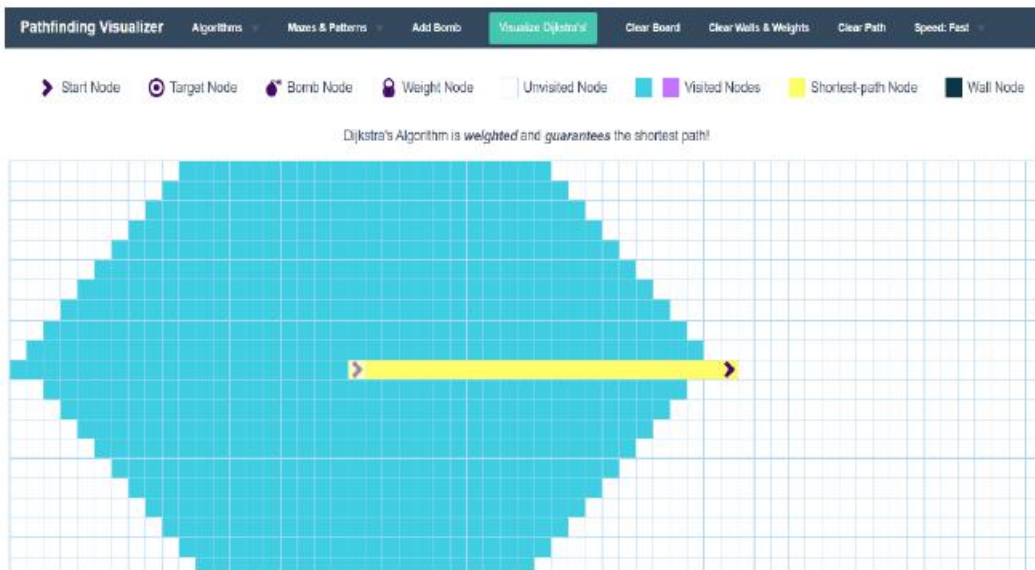 Pathfinding Visualizer Algorithms Mazes & Patterns Add Bomb Visualize Dijkstra's! Clear Board Clear Walls & Weights Clear Path Speed: Fast
Start Node Target Node Bomb Node Weight Node Unvisited Node Visited Nodes Shortest-path Node Wall Node
Dijkstra's Algorithm is weighted and guarantees the shortest path!